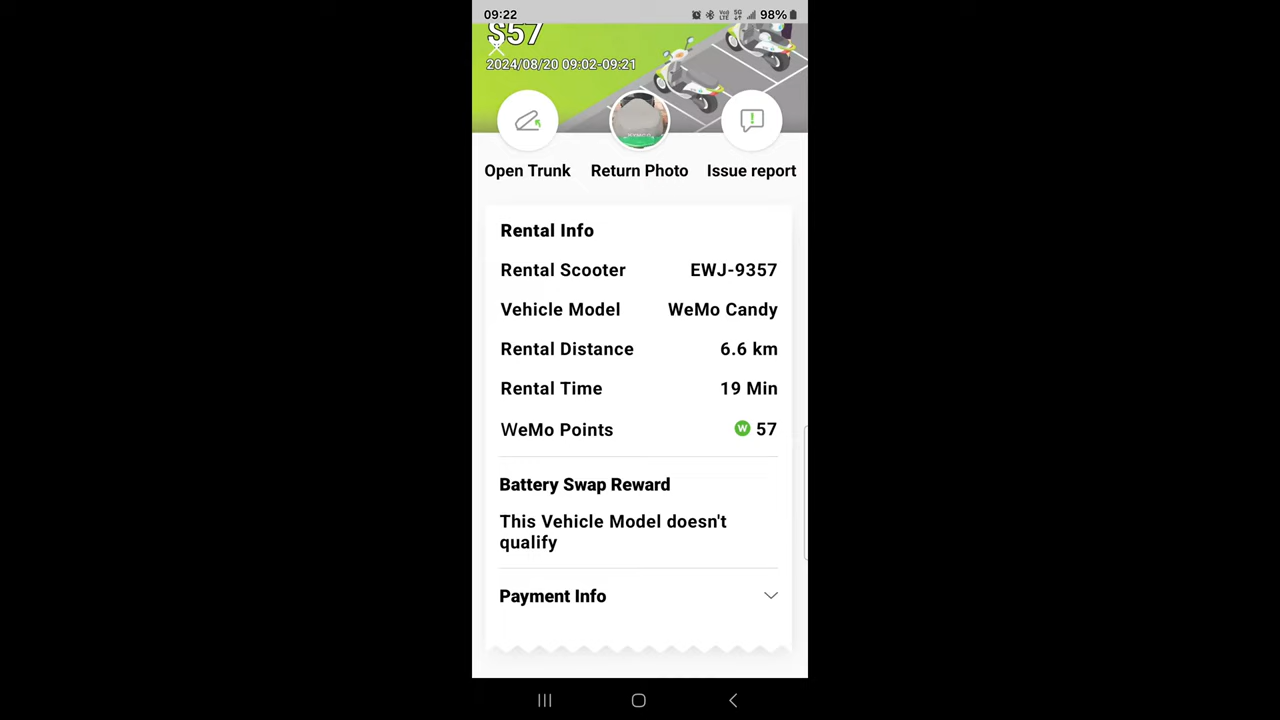 09:22
98%
$57
2024/08/20 09:02-09:21
Open Trunk
Return Photo
Issue report
Rental Info
Rental Scooter EWJ-9357
Vehicle Model WeMo Candy
Rental Distance 6.6 km
Rental Time 19 Min
WeMo Points W 57
Battery Swap Reward
This Vehicle Model doesn't
qualify
Payment Info